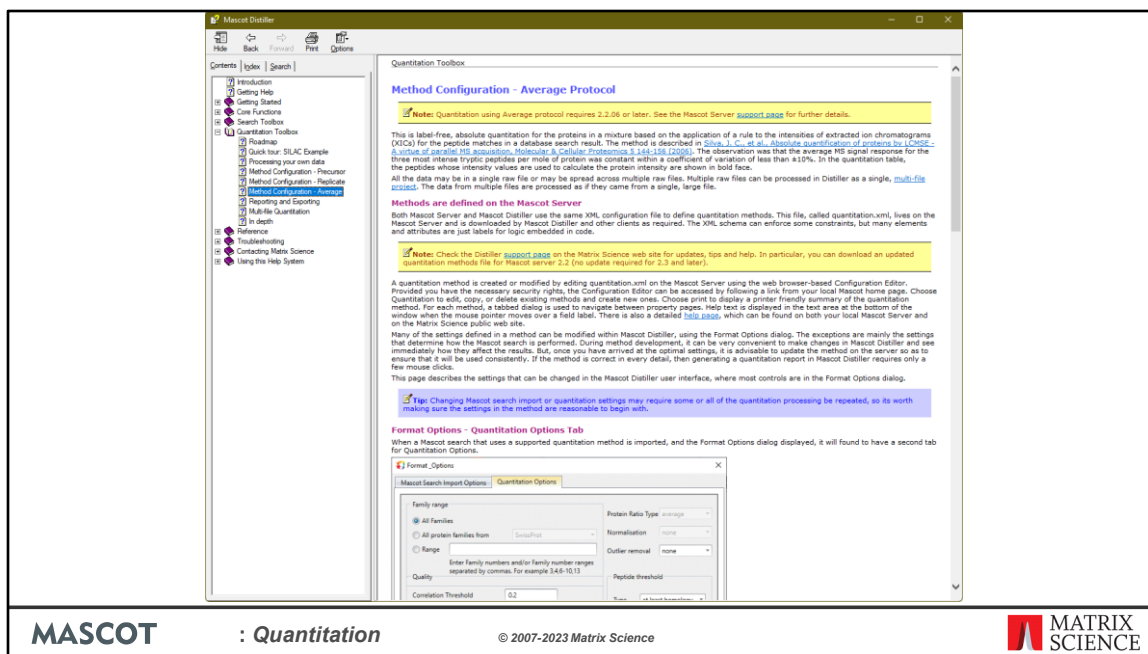 Mascot Distiller
Hide Back Forward Print Options
Contents Index Search
Introduction
Getting Help
Getting Started
Core Functions
Search Toolbox
Quantitation Toolbox
Roadmap
Quick tour: SILAC Example
Processing your own data
Method Configuration - Precursor
Method Configuration - Replicate
Method Configuration - Average
Reporting and Exporting
Multi-file Quantitation
In depth
Reference
Troubleshooting
Contacting Matrix Science
Using this Help System
Quantitation Toolbox
Method Configuration - Average Protocol
Note: Quantitation using Average protocol requires 2.2.06 or later. See the Mascot Server support page for further details.
This is label-free, absolute quantitation for the proteins in a mixture based on the application of a rule to the intensities of extracted ion chromatograms
(XICs) for the peptide matches in a database search result. The method is described in Silva, J. C., et al., Absolute quantification of proteins by LCMSE -
A virtue of parallel MS acquisition, Molecular & Cellular Proteomics 5 144-156 (2006). The observation was that the average MS signal response for the
three most intense tryptic peptides per mole of protein was constant within a coefficient of variation of less than ±10%. In the quantitation table,
the peptides whose intensity values are used to calculate the protein intensity are shown in bold face.
All the data may be in a single raw file or may be spread across multiple raw files. Multiple raw files can be processed in Distiller as a single, multi-file
project. The data from multiple files are processed as if they came from a single, large file.
Methods are defined on the Mascot Server
Both Mascot Server and Mascot Distiller use the same XML configuration file to define quantitation methods. This file, called quantitation.xml, lives on the
Mascot Server and is downloaded by Mascot Distiller and other clients as required. The XML schema can enforce some constraints, but many elements
and attributes are just labels for logic embedded in code.
Note: Check the Distiller support page on the Matrix Science web site for updates, tips and help. In particular, you can download an updated
quantitation methods file for Mascot server 2.2 (no update required for 2.3 and later).
A quantitation method is created or modified by editing quantitation.xml on the Mascot Server using the web browser-based Configuration Editor.
Provided you have the necessary security rights, the Configuration Editor can be accessed by following a link from your local Mascot home page. Choose
Quantitation to edit, copy, or delete existing methods and create new ones. Choose print to display a printer friendly summary of the quantitation
method. For each method, a tabbed dialog is used to navigate between property pages. Help text is displayed in the text area at the bottom of the
window when the mouse pointer moves over a field label. There is also a detailed help page, which can be found on both your local Mascot Server and
on the Matrix Science public web site.
Many of the settings defined in a method can be modified within Mascot Distiller, using the Format Options dialog. The exceptions are mainly the settings
that determine how the Mascot search is performed. During method development, it can be very convenient to make changes in Mascot Distiller and see
immediately how they affect the results. But, once you have arrived at the optimal settings, it is advisable to update the method on the server so as to
ensure that it will be used consistently. If the method is correct in every detail, then generating a quantitation report in Mascot Distiller requires only a
few mouse clicks.
This page describes the settings that can be changed in the Mascot Distiller user interface, where most controls are in the Format Options dialog.
Tip: Changing Mascot search import or quantitation settings may require some or all of the quantitation processing be repeated, so its worth
making sure the settings in the method are reasonable to begin with.
Format Options - Quantitation Options Tab
When a Mascot search that uses a supported quantitation method is imported, and the Format Options dialog displayed, it will found to have a second tab
for Quantitation Options.
Format_Options
Mascot Search Import Options Quantitation Options
Family range
All Families
All protein families from SwissProt
Range
Enter Family numbers and/or Family number ranges
separated by commas. For example 3,4,6-10,13
Protein Ratio Type average
Normalisation none
Outlier removal none
Quality
Correlation Threshold 0.2
Peptide threshold
Type at least homology
MASCOT : Quantitation © 2007-2023 Matrix Science
MATRIX
SCIENCE